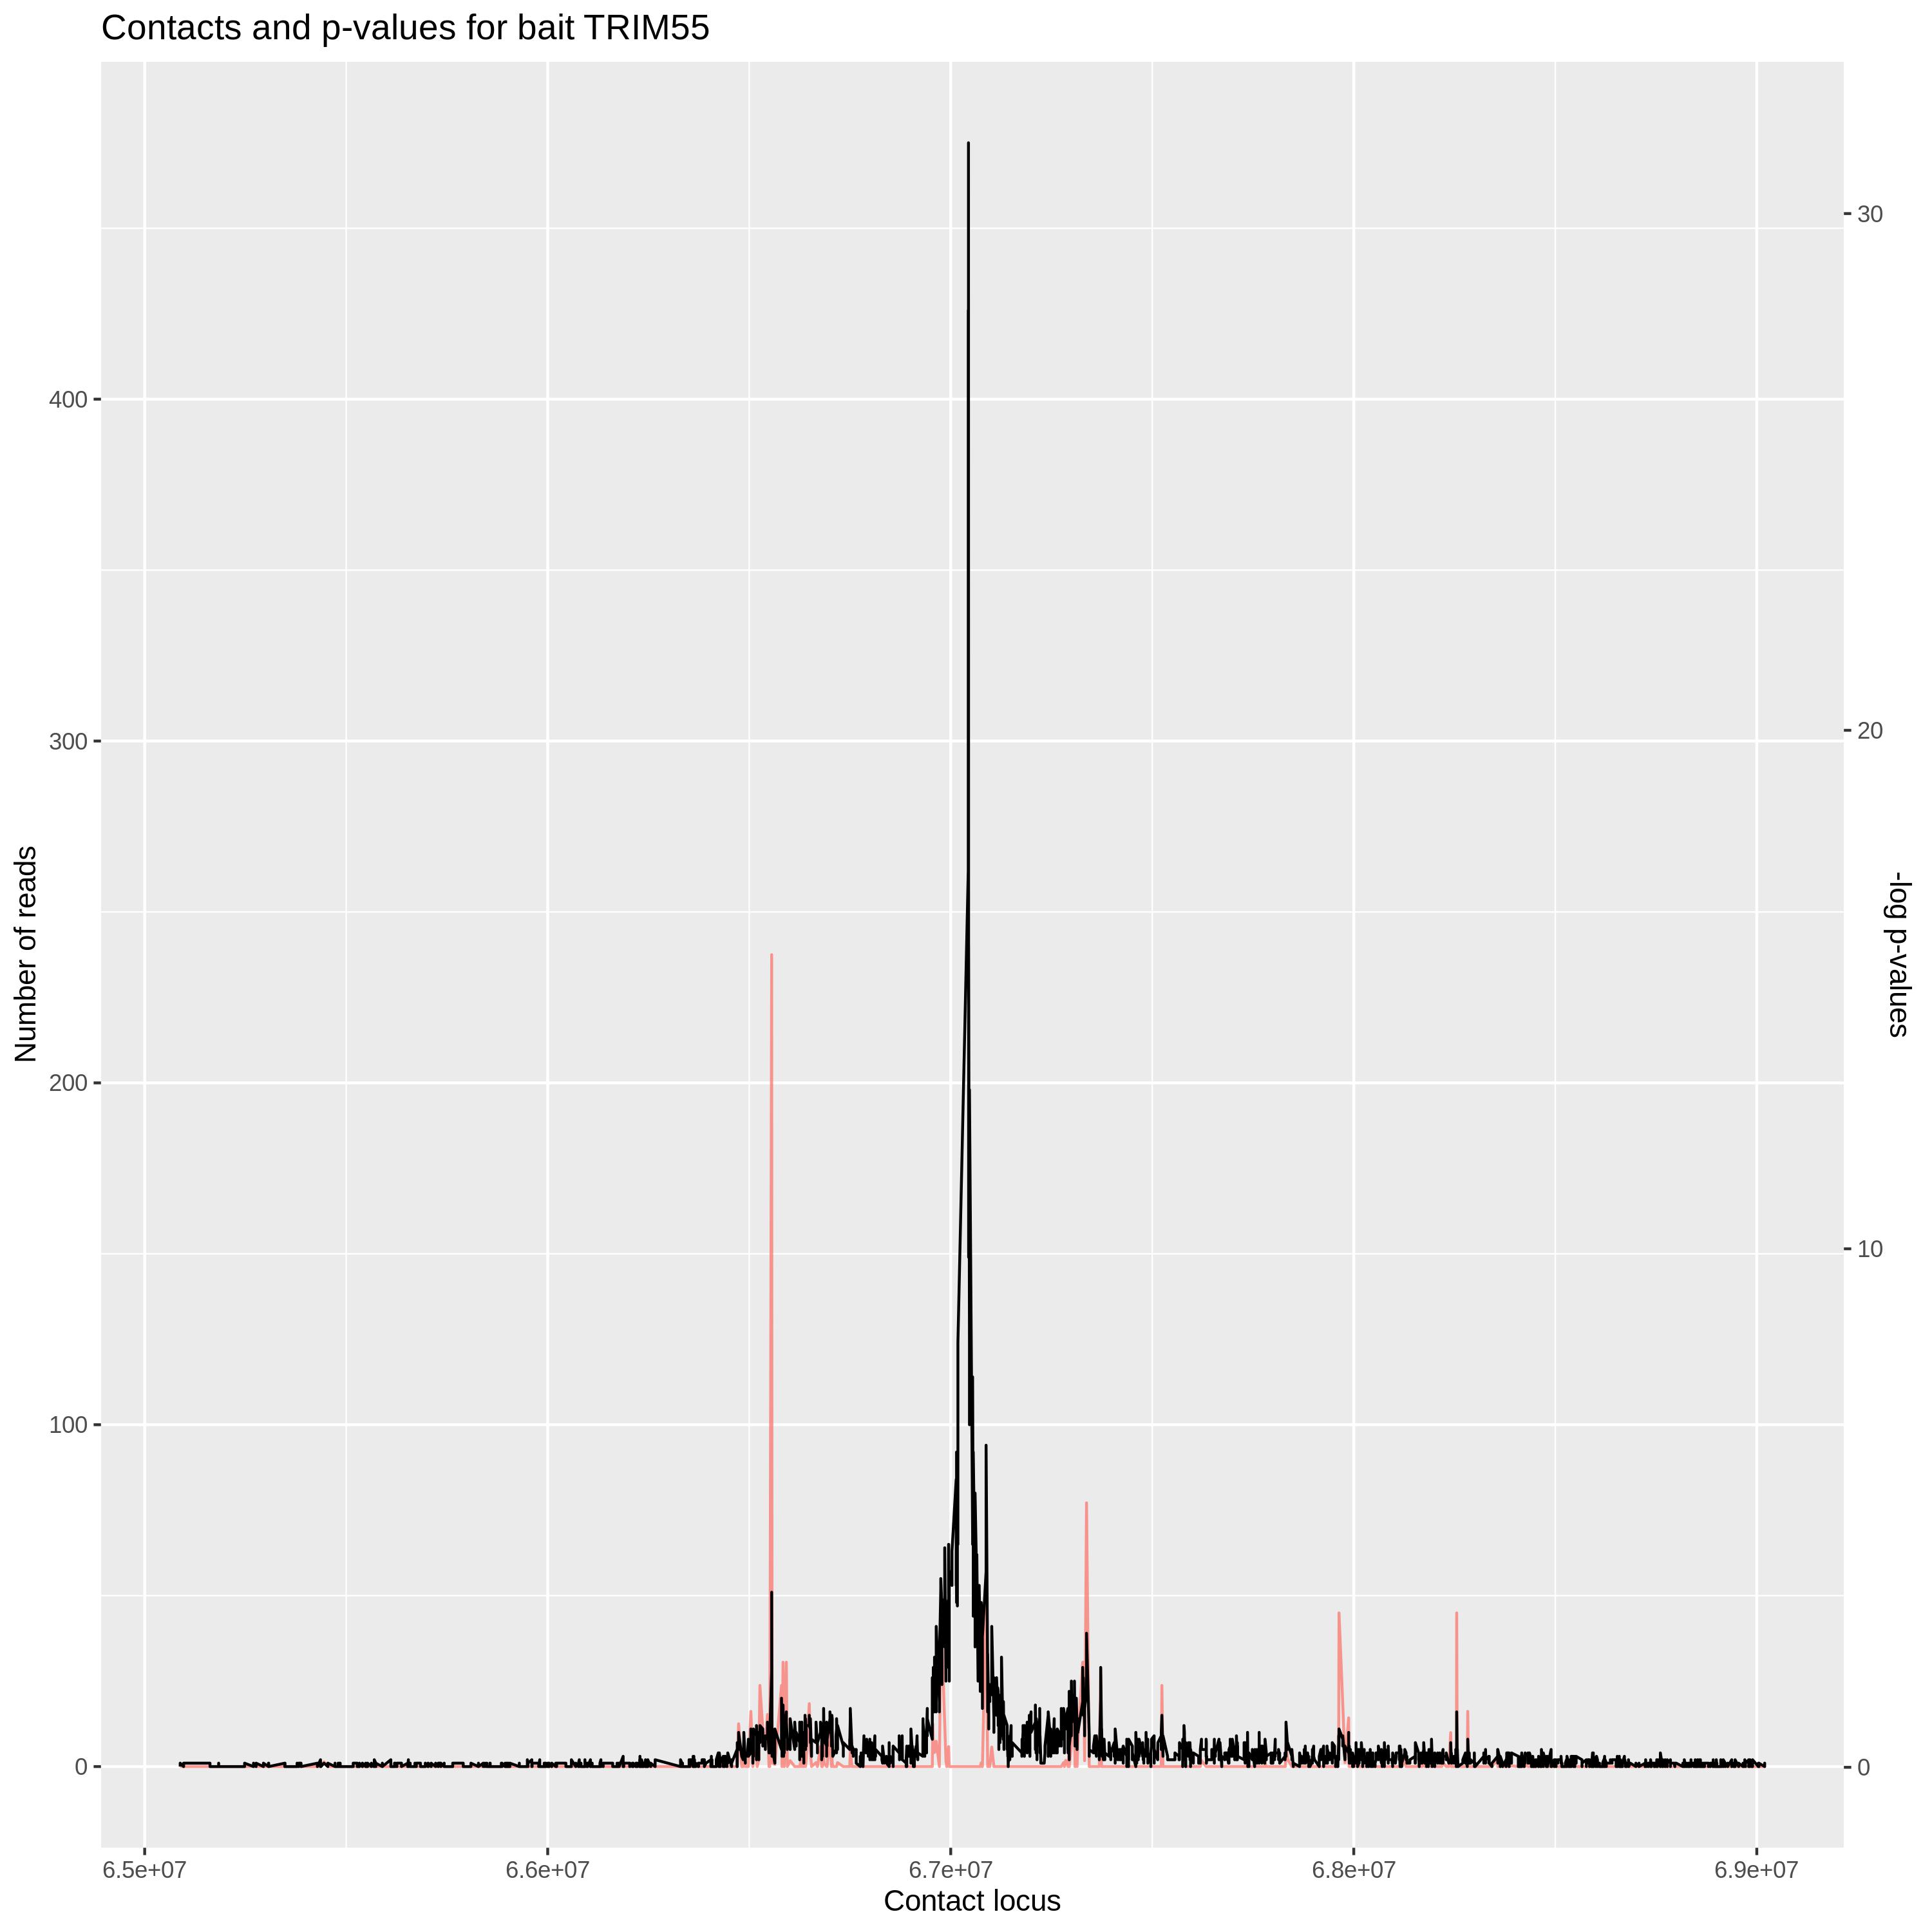 Contacts and p-values for bait TRIM55
400
300
200
100
0
Number of reads
30
20
10
0
-log p-values
6.5e+07
6.6e+07
6.7e+07
6.8e+07
6.9e+07
Contact locus